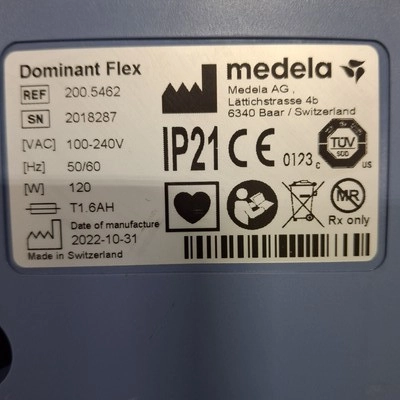 Dominant Flex
REF 200.5462
SN 2018287
[VAC] 100-240V
[Hz] 50/60
[W] 120
T1.6AH
Date of manufacture
2022-10-31
Made in Switzerland
medela
Medela AG ,
Lättichstrasse 4b
6340 Baar / Switzerland
IP21 CE 0123
c TÜV SÜD us
MR
Rx only